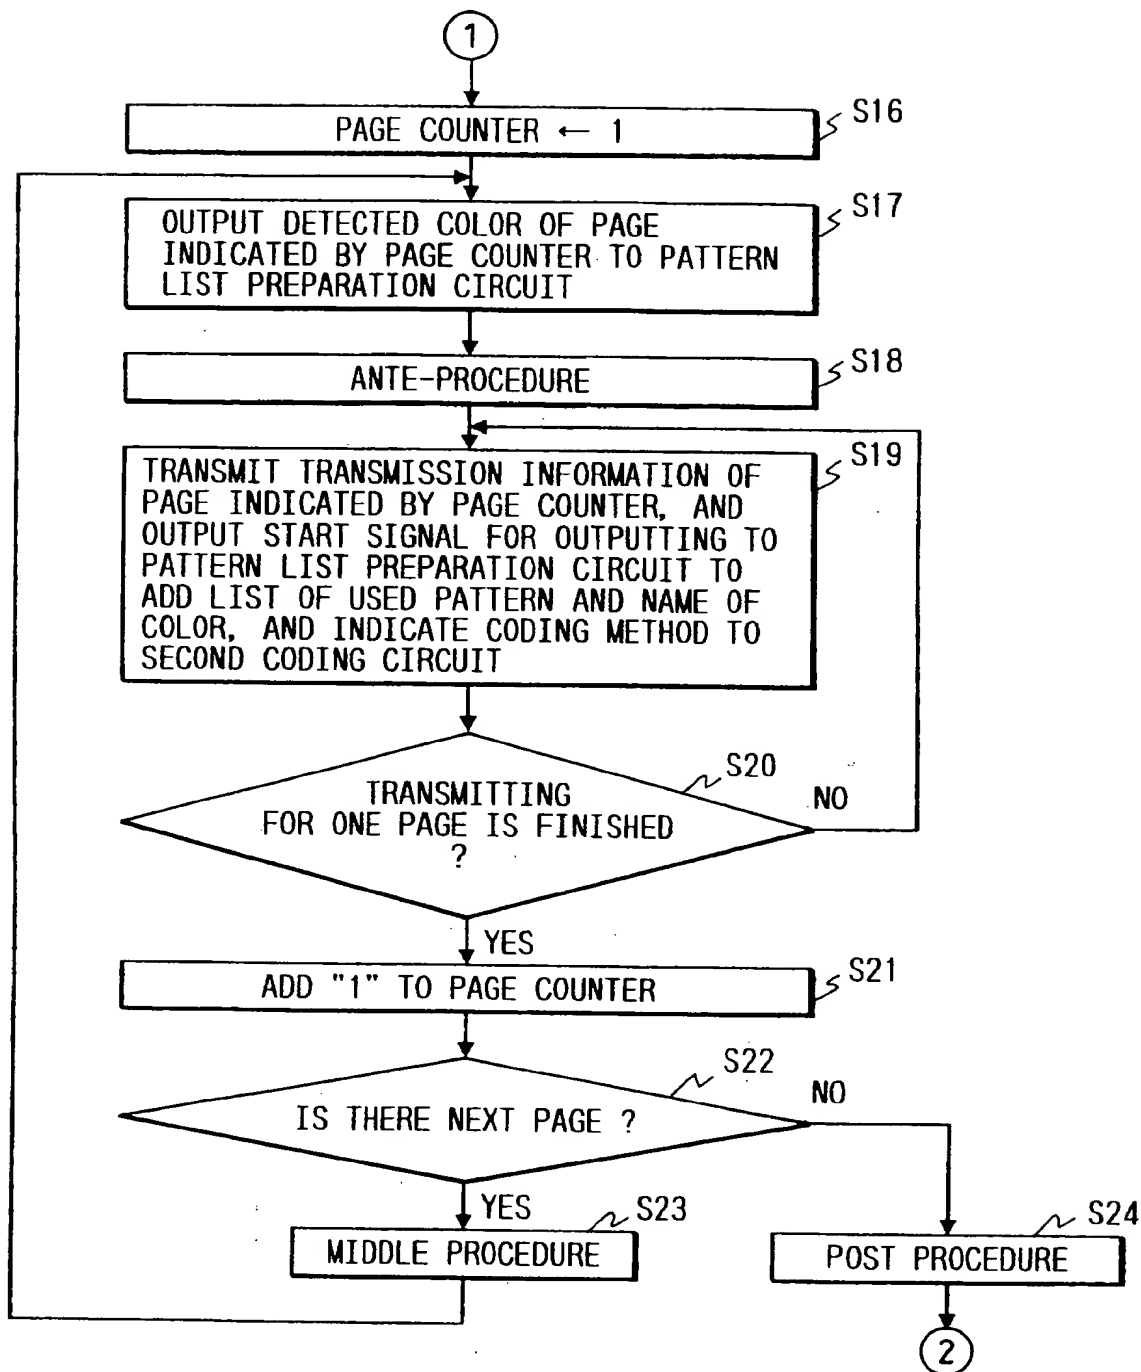 1
PAGE COUNTER ← 1
S16
OUTPUT DETECTED COLOR OF PAGE
INDICATED BY PAGE COUNTER TO PATTERN
LIST PREPARATION CIRCUIT
S17
ANTE-PROCEDURE
S18
TRANSMIT TRANSMISSION INFORMATION OF
PAGE INDICATED BY PAGE COUNTER, AND
OUTPUT START SIGNAL FOR OUTPUTTING TO
PATTERN LIST PREPARATION CIRCUIT TO
ADD LIST OF USED PATTERN AND NAME OF
COLOR, AND INDICATE CODING METHOD TO
SECOND CODING CIRCUIT
S19
TRANSMITTING
FOR ONE PAGE IS FINISHED
?
S20
NO
YES
ADD "1" TO PAGE COUNTER
S21
IS THERE NEXT PAGE ?
S22
NO
YES
MIDDLE PROCEDURE
S23
POST PROCEDURE
S24
2